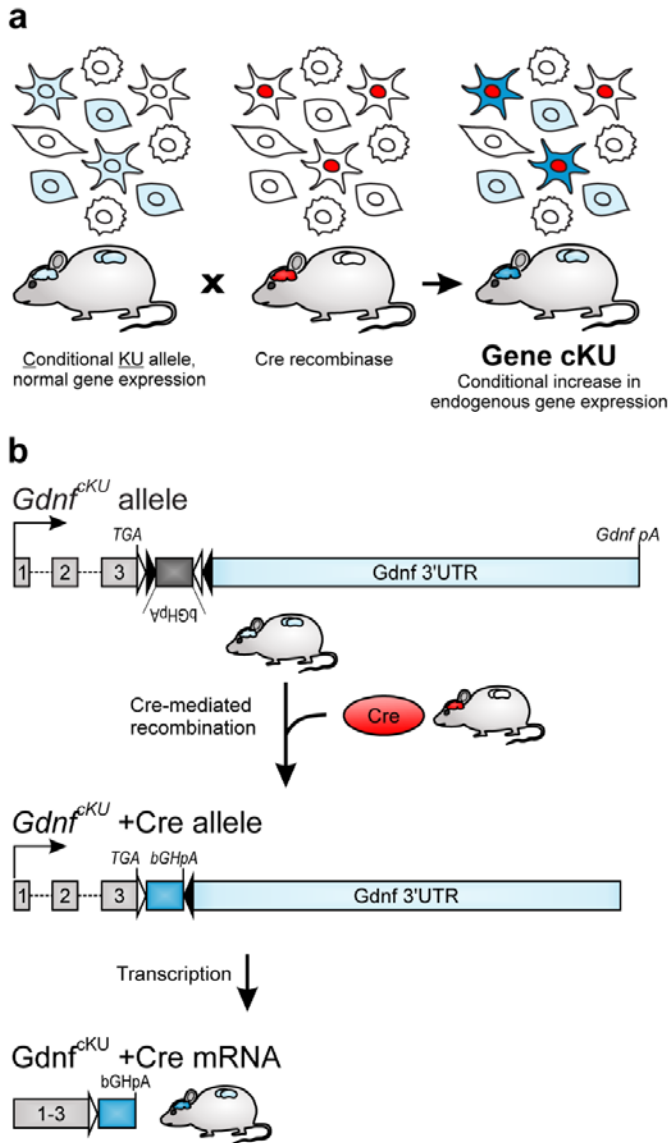 a
x
Conditional KU allele,
normal gene expression
Cre recombinase
Gene cKU
Conditional increase in
endogenous gene expression
b
Gdnf^cKU allele
TGA
Gdnf pA
1 2 3 Gdnf 3'UTR
bGHpA
Cre-mediated
recombination
Cre
Gdnf^cKU +Cre allele
TGA bGHpA
1 2 3 Gdnf 3'UTR
Transcription
Gdnf^cKU +Cre mRNA
bGHpA
1-3